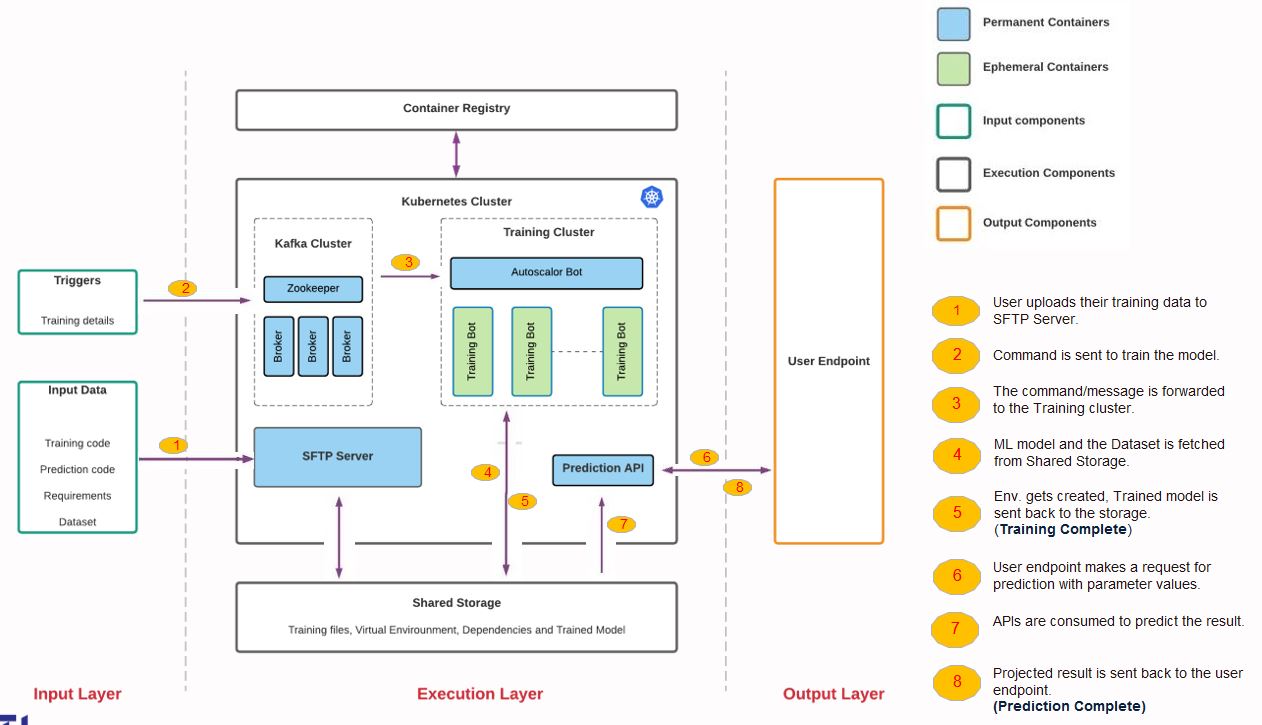 Permanent Containers
Ephemeral Containers
Input components
Execution Components
Output Components
Container Registry
Kubernetes Cluster
Kafka Cluster
Zookeeper
Broker
Broker
Broker
3
Training Cluster
Autoscalor Bot
Training Bot
Training Bot
Training Bot
Triggers
Training details
2
Input Data
Training code
Prediction code
Requirements
Dataset
1
SFTP Server
4
5
Prediction API
7
6
8
User Endpoint
Shared Storage
Training files, Virtual Environment, Dependencies and Trained Model
Input Layer
Execution Layer
Output Layer
1
User uploads their training data to
SFTP Server.
2
Command is sent to train the model.
3
The command/message is forwarded
to the Training cluster.
4
ML model and the Dataset is fetched
from Shared Storage.
5
Env. gets created, Trained model is
sent back to the storage.
(Training Complete)
6
User endpoint makes a request for
prediction with parameter values.
7
APIs are consumed to predict the result.
8
Projected result is sent back to the user
endpoint.
(Prediction Complete)